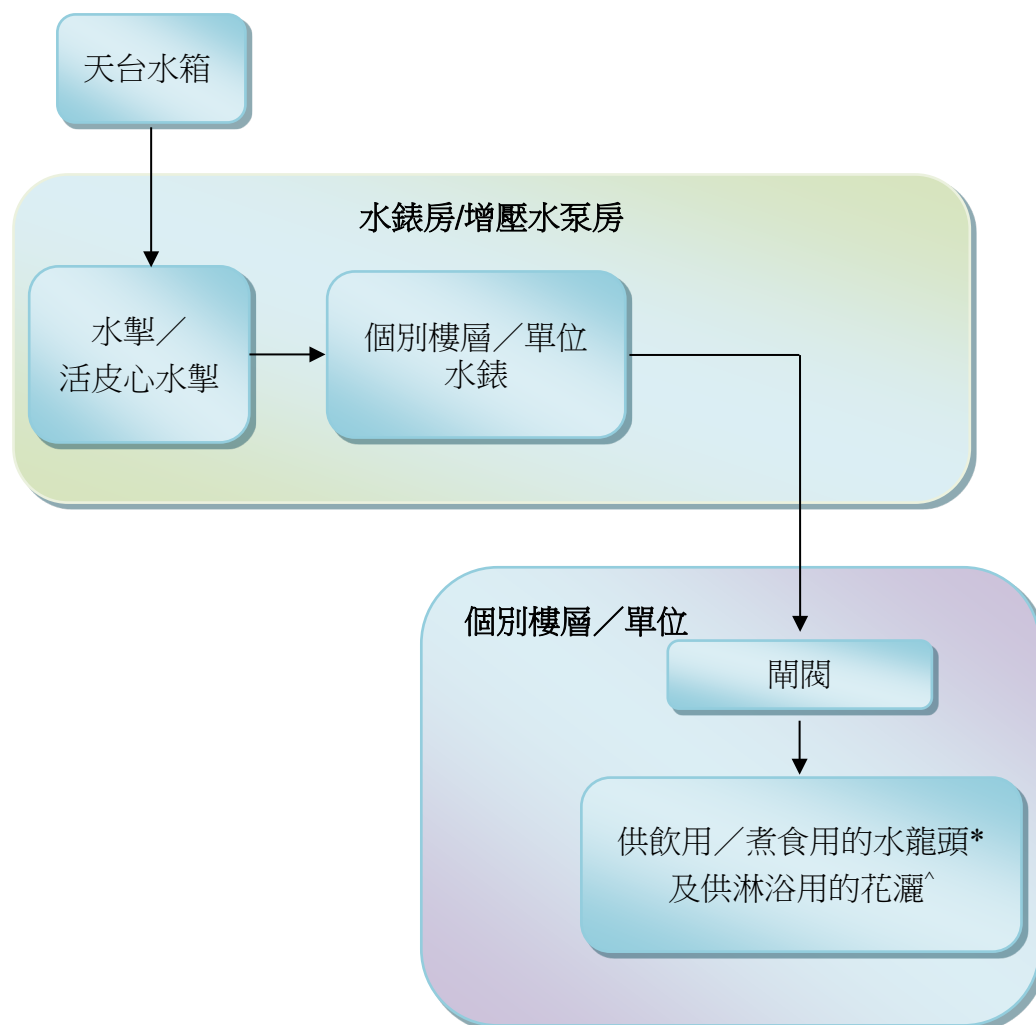 天台水箱
水錶房/增壓水泵房
水掣／
活皮心水掣
個別樓層／單位
水錶
個別樓層／單位
閘閥
供飲用／煮食用的水龍頭*
及供淋浴用的花灑^